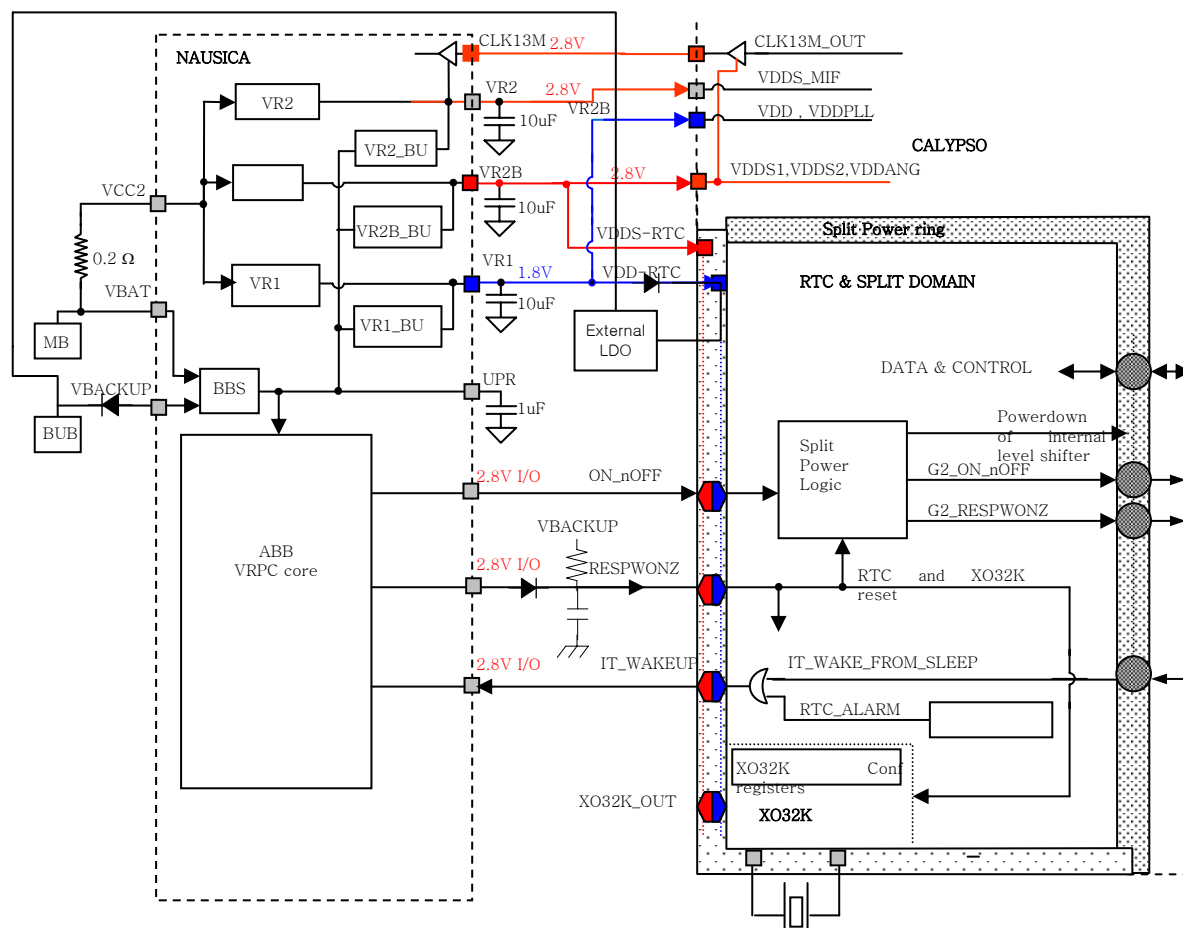 CLK13M
2.8V
CLK13M_OUT
NAUSICA
VR2
2.8V
VDDS_MIF
VR2
10uF
VR2B
VDD , VDDPLL
VR2_BU
CALYPSO
VR2B
2.8V
VDDS1,VDDS2,VDDANG
VCC2
10uF
VR2B_BU
VDDS-RTC
Split Power ring
0.2 Ω
VR1
VR1
1.8V
VDD-RTC
RTC & SPLIT DOMAIN
VBAT
10uF
VR1_BU
External
LDO
MB
DATA & CONTROL
VBACKUP
BBS
UPR
1uF
BUB
Powerdown
of internal
level shifter
Split
Power
Logic
2.8V I/O
ON_nOFF
G2_ON_nOFF
G2_RESPWONZ
VBACKUP
ABB
VRPC core
2.8V I/O
RESPWONZ
RTC and XO32K
reset
2.8V I/O
IT_WAKEUP
IT_WAKE_FROM_SLEEP
RTC_ALARM
XO32K Conf
registers
XO32K_OUT
XO32K